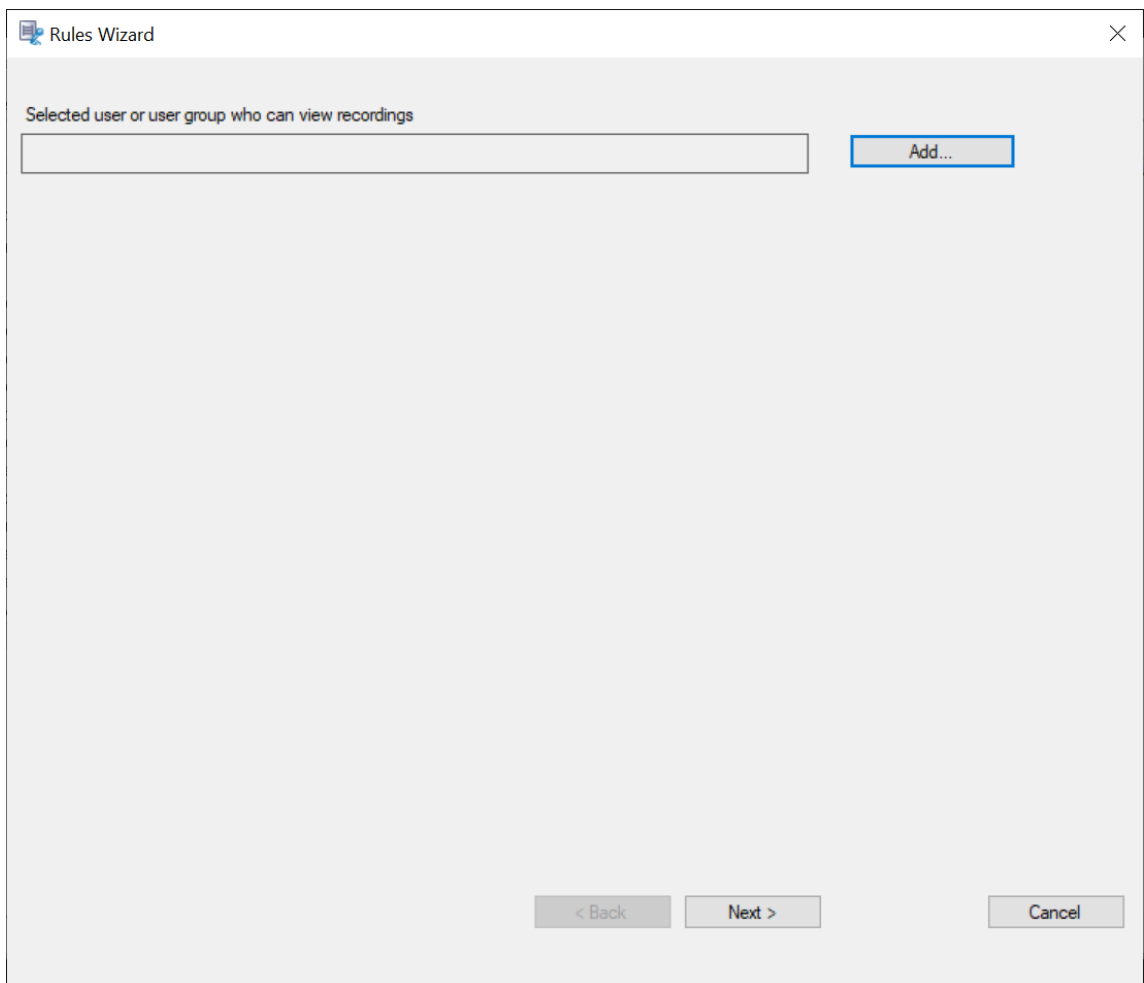 Rules Wizard
Selected user or user group who can view recordings
Add...
< Back
Next >
Cancel